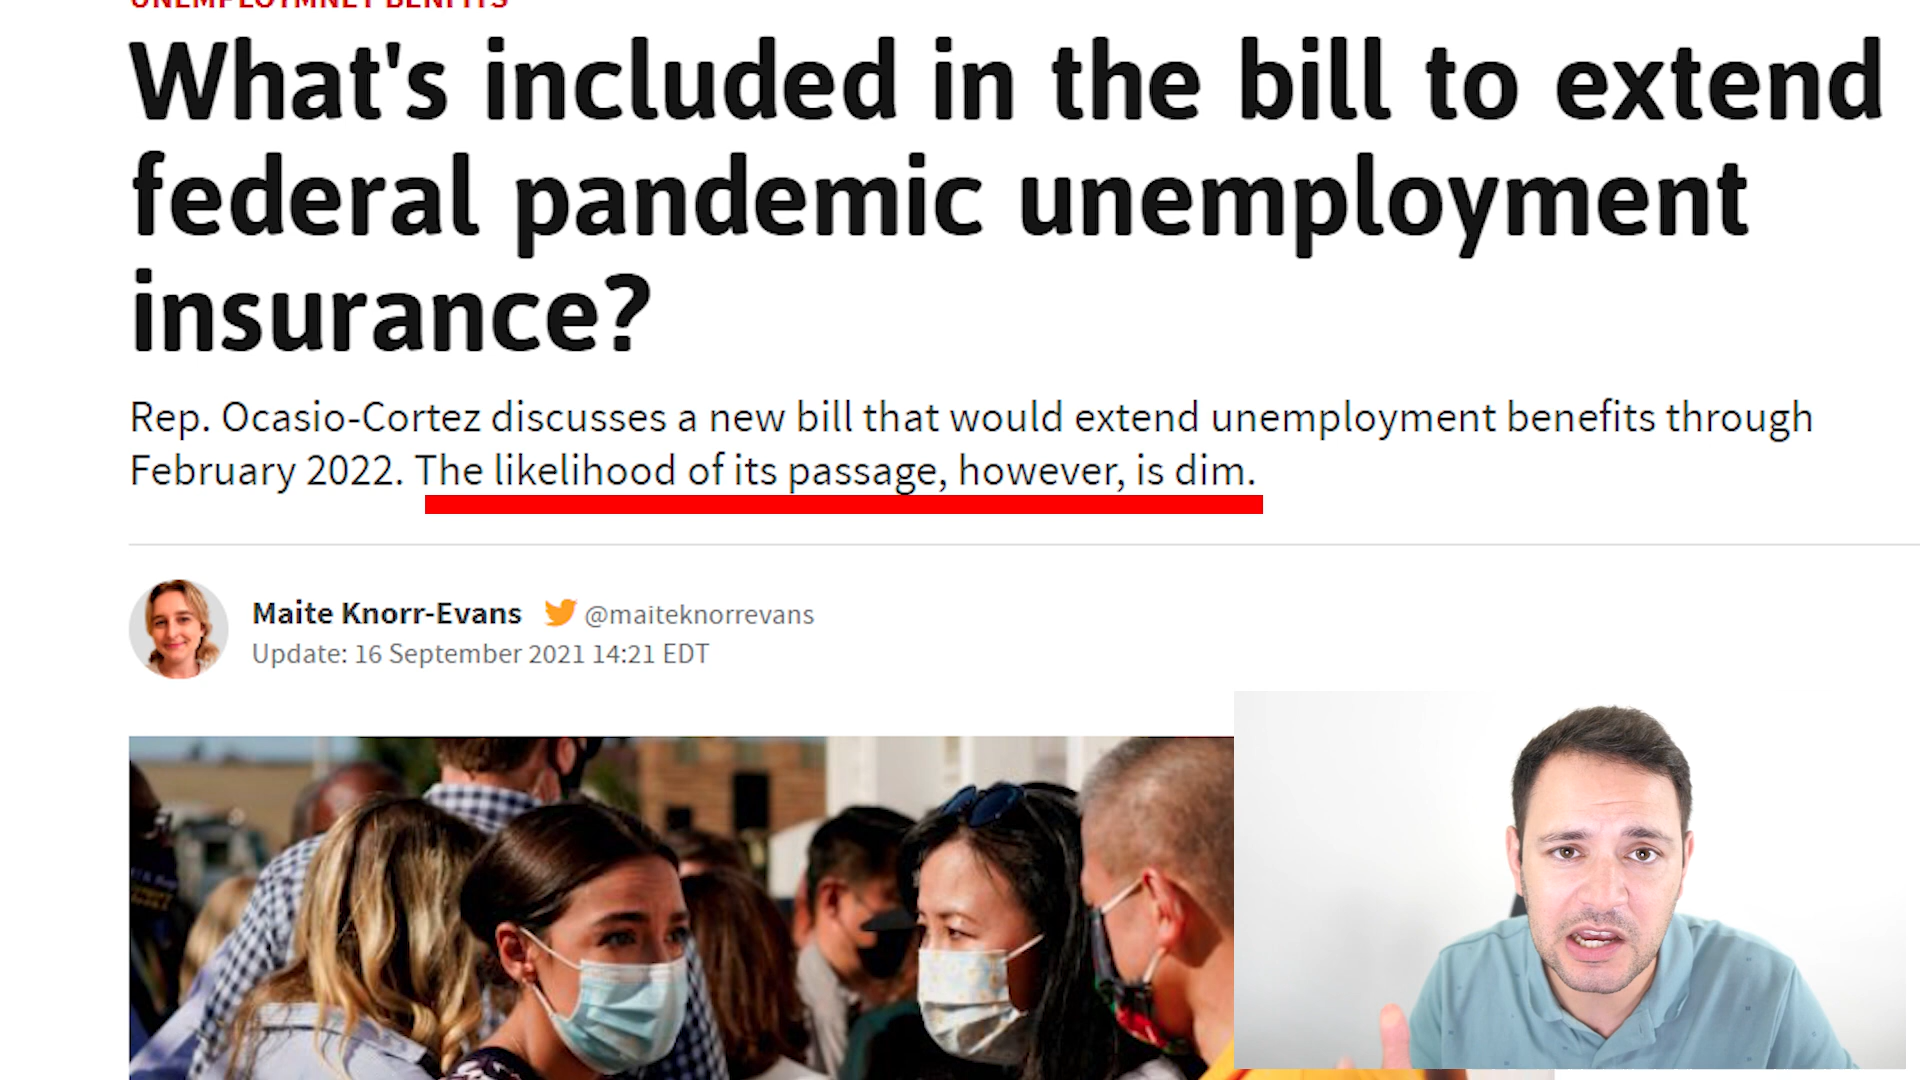 UNEMPLOYMNET BENFITS
What's included in the bill to extend
federal pandemic unemployment
insurance?
Rep. Ocasio-Cortez discusses a new bill that would extend unemployment benefits through
February 2022. The likelihood of its passage, however, is dim.
Maite Knorr-Evans @maiteknorrevans
Update: 16 September 2021 14:21 EDT